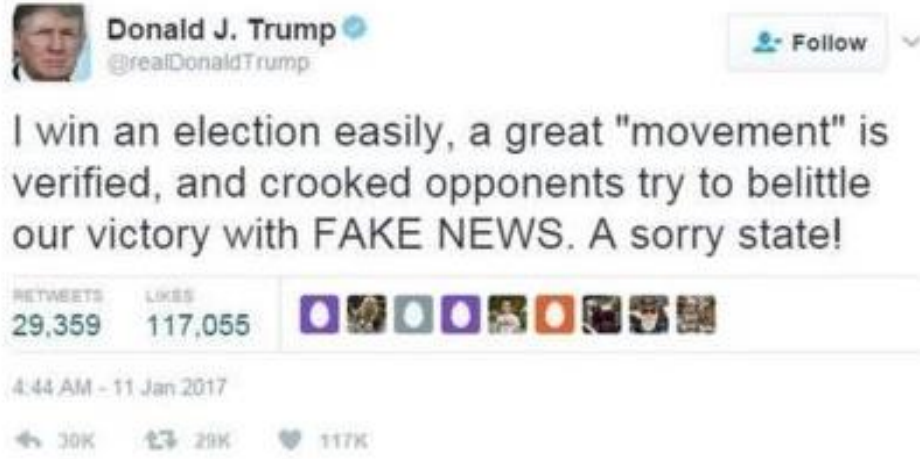 Donald J. Trump
@realDonaldTrump
Follow
I win an election easily, a great "movement" is
verified, and crooked opponents try to belittle
our victory with FAKE NEWS. A sorry state!
RETWEETS LIKES
29,359 117,055
4:44 AM - 11 Jan 2017
30K 29K 117K